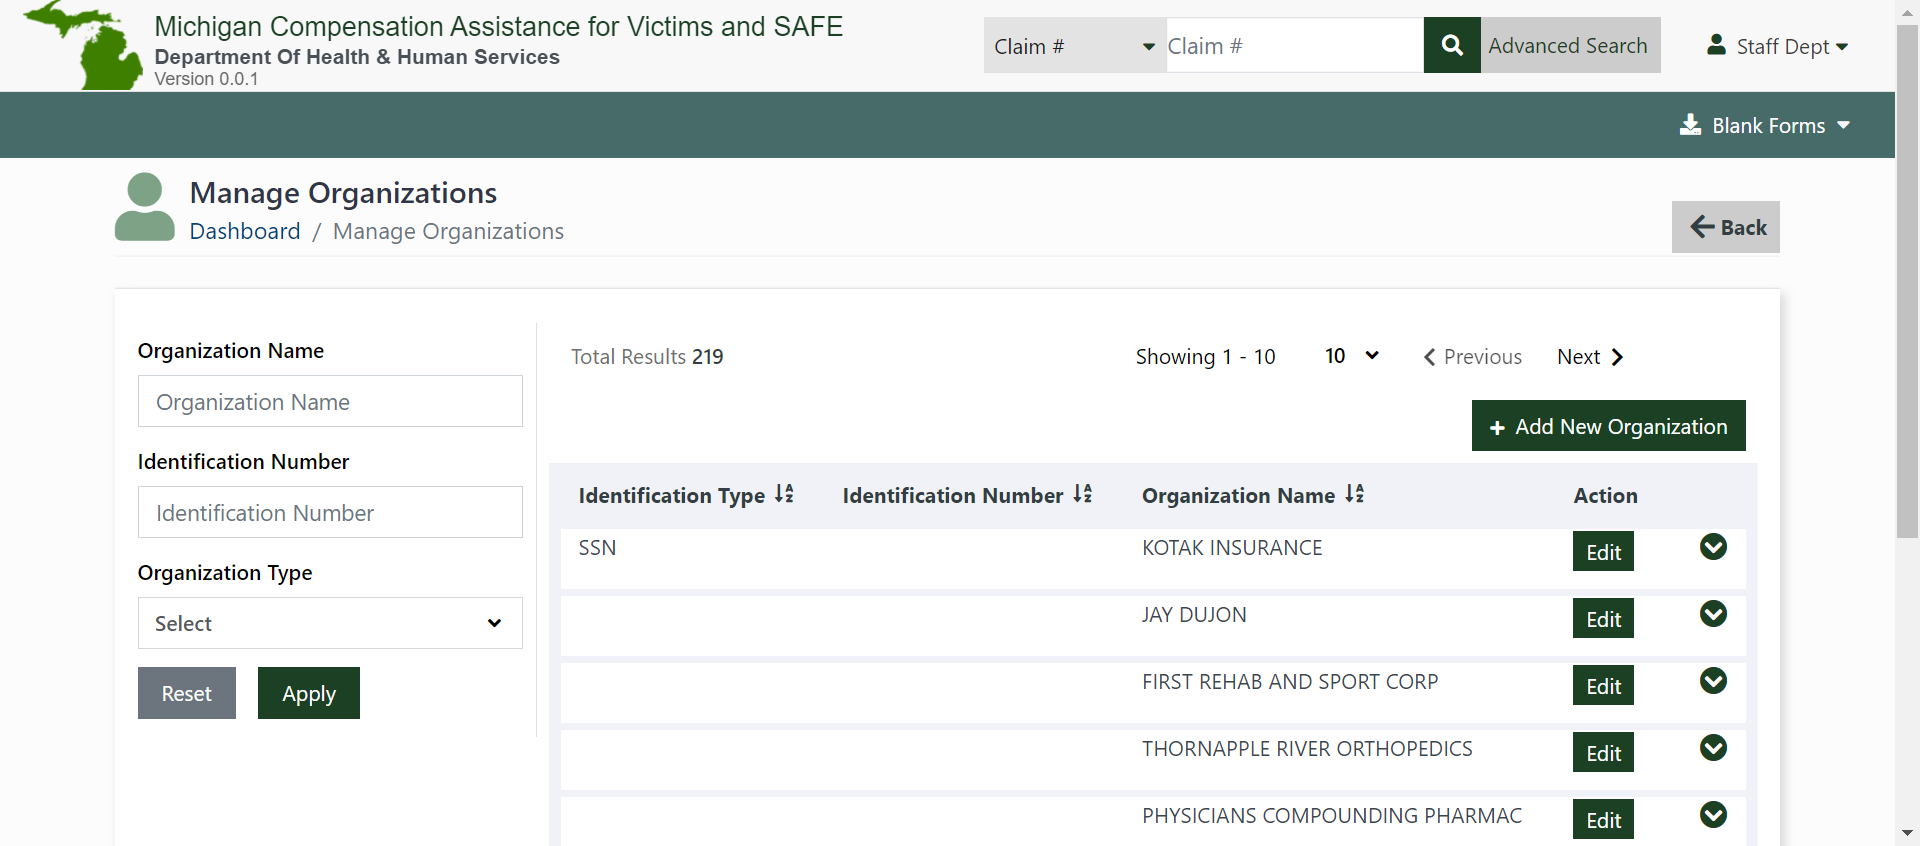 Michigan Compensation Assistance for Victims and SAFE
Department Of Health & Human Services
Version 0.0.1
Claim #
Claim #
Advanced Search
Staff Dept
Blank Forms
Manage Organizations
Dashboard / Manage Organizations
Back
Organization Name
Organization Name
Identification Number
Identification Number
Organization Type
Select
Reset Apply
Total Results 219
Showing 1 - 10
10
Previous
Next
+ Add New Organization
Identification Type Identification Number Organization Name Action
SSN KOTAK INSURANCE Edit
JAY DUJON Edit
FIRST REHAB AND SPORT CORP Edit
THORNAPPLE RIVER ORTHOPEDICS Edit
PHYSICIANS COMPOUNDING PHARMAC Edit